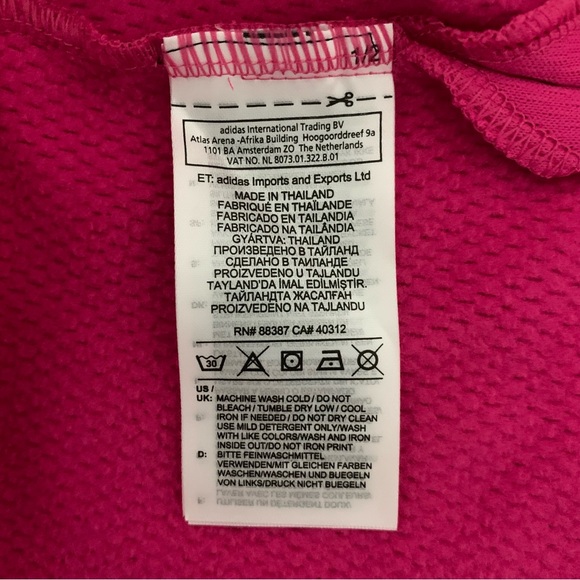 1/2
adidas International Trading BV
Atlas Arena -Afrika Building Hoogoorddreef 9a
1101 BA Amsterdam ZO The Netherlands
VAT NO. NL 8073.01.322.B.01
ET: adidas Imports and Exports Ltd
MADE IN THAILAND
FABRIQUÉ EN THAÏLANDE
FABRICADO EN TAILANDIA
FABRICADO NA TAILÂNDIA
GYÁRTVA: THAILAND
ПРОИЗВЕДЕНО В ТАЙЛАНД
СДЕЛАНО В ТАИЛАНДЕ
PROIZVEDENO U TAJLANDU
TAYLAND'DA İMAL EDİLMİŞTİR.
ТАЙЛАНДТА ЖАСАЛҒАН
PROIZVEDENO NA TAJLANDU
RN# 88387 CA# 40312
30
US /
UK: MACHINE WASH COLD / DO NOT
BLEACH / TUMBLE DRY LOW / COOL
IRON IF NEEDED / DO NOT DRY CLEAN
USE MILD DETERGENT ONLY/WASH
WITH LIKE COLORS/WASH AND IRON
INSIDE OUT/DO NOT IRON PRINT
D: BITTE FEINWASCHMITTEL
VERWENDEN/MIT GLEICHEN FARBEN
WASCHEN/WASCHEN UND BUEGELN
VON LINKS/DRUCK NICHT BUEGELN